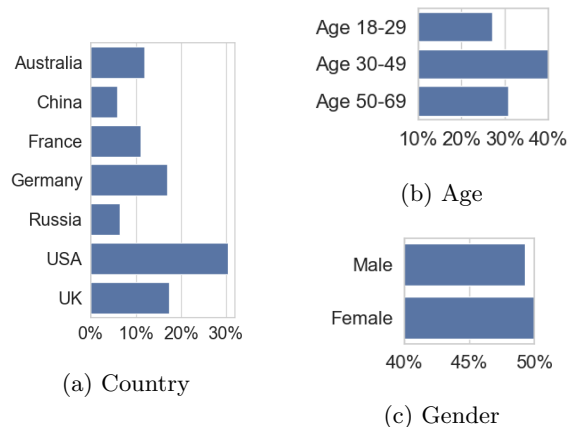 Australia
China
France
Germany
Russia
USA
UK
0% 10% 20% 30%
(a) Country
Age 18-29
Age 30-49
Age 50-69
10% 20% 30% 40%
(b) Age
Male
Female
40% 45% 50%
(c) Gender